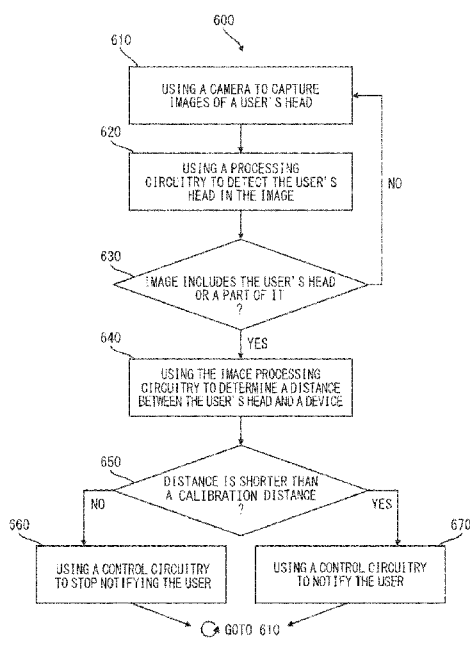 600
610
USING A CAMERA TO CAPTURE
IMAGES OF A USER'S HEAD
620
USING A PROCESSING
CIRCUITRY TO DETECT THE USER'S
HEAD IN THE IMAGE
NO
630
IMAGE INCLUDES THE USER'S HEAD
OR A PART OF IT
?
YES
640
USING THE IMAGE PROCESSING
CIRCUITRY TO DETERMINE A DISTANCE
BETWEEN THE USER'S HEAD AND A DEVICE
650
DISTANCE IS SHORTER THAN
A CALIBRATION DISTANCE
?
NO
YES
660
USING A CONTROL CIRCUITRY
TO STOP NOTIFYING THE USER
670
USING A CONTROL CIRCUITRY
TO NOTIFY THE USER
GOTO 610